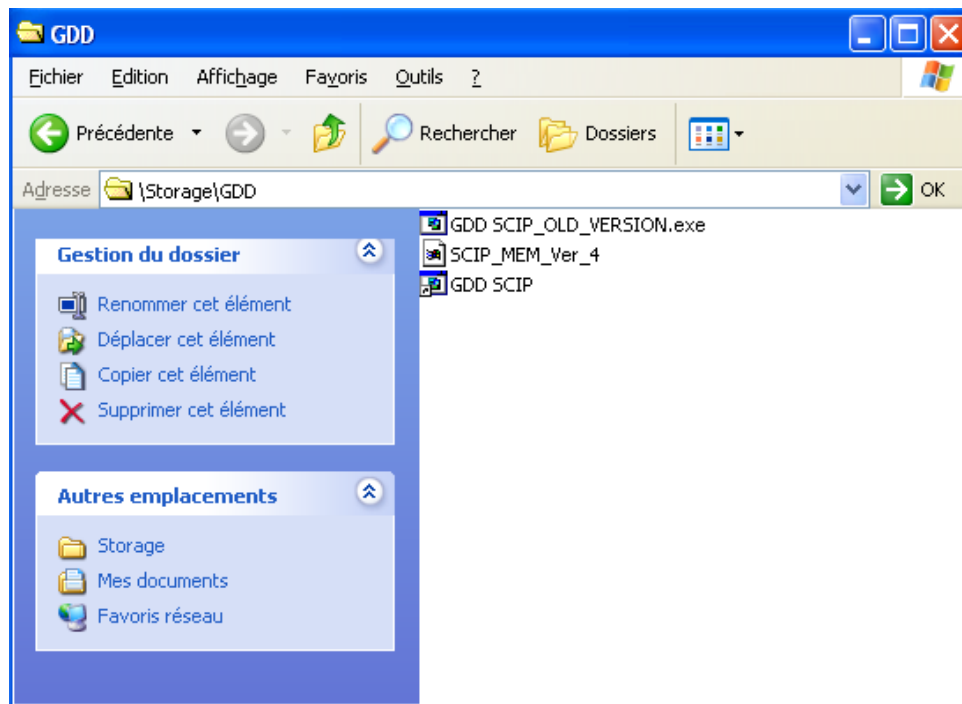 GDD
Fichier Edition Affichage Favoris Outils ?
Précédente Rechercher Dossiers
Adresse \Storage\GDD OK
Gestion du dossier
Renommer cet élément
Déplacer cet élément
Copier cet élément
Supprimer cet élément
Autres emplacements
Storage
Mes documents
Favoris réseau
GDD SCIP_OLD_VERSION.exe
SCIP_MEM_Ver_4
GDD SCIP